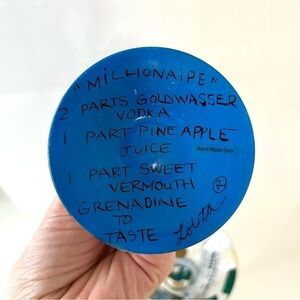 "MiLLiONAiRE"
2 PARTS GOLDWASSER
VODKA
1 PART PINEAPPLE
JUICE
Hand Wash Only
1 PART SWEET
VERMOUTH
GRENADINE
TO
TASTE
Lolita